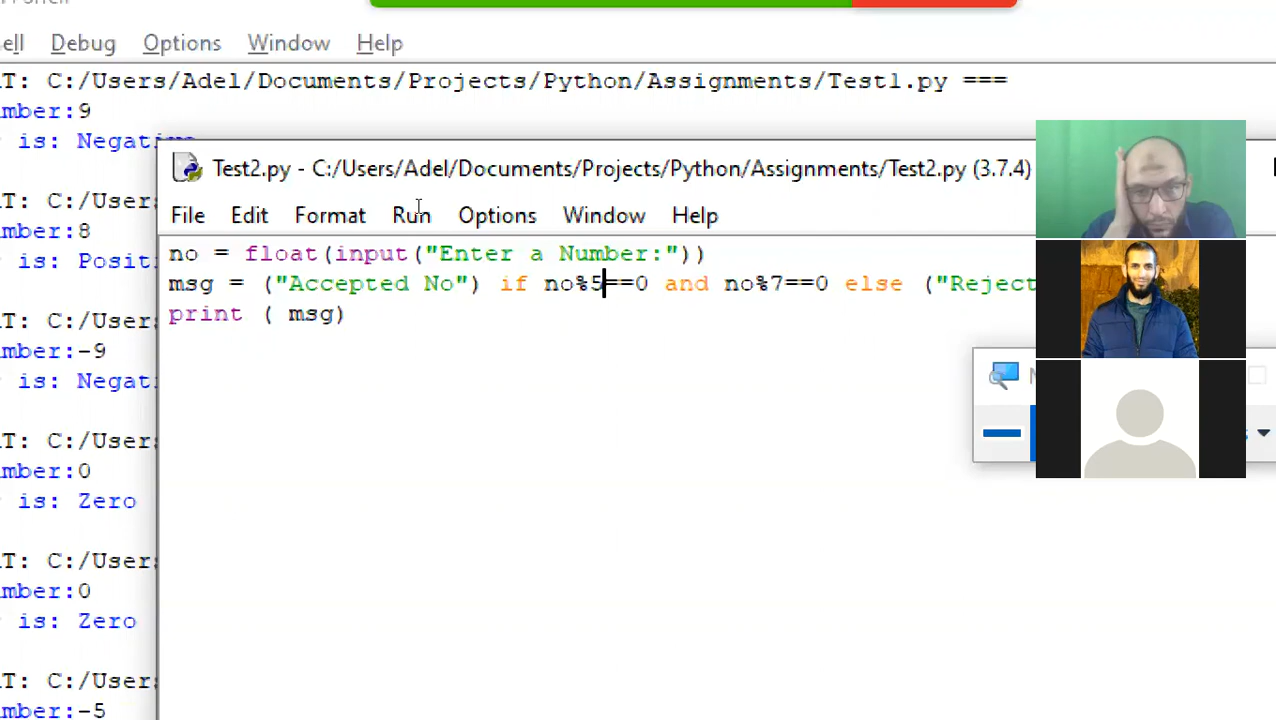 Debug Options Window Help
T: C:/Users/Adel/Documents/Projects/Python/Assignments/Test1.py ===
mber:9
is: Negative
T: C:/User
mber:8
is: Positi
T: C:/User
mber:-9
is: Negati
T: C:/User
mber:0
is: Zero
T: C:/User
mber:0
is: Zero
T: C:/User
mber:-5
Test2.py - C:/Users/Adel/Documents/Projects/Python/Assignments/Test2.py (3.7.4)
File Edit Format Run Options Window Help
no = float(input("Enter a Number:"))
msg = ("Accepted No") if no%5==0 and no%7==0 else ("Reject
print ( msg)